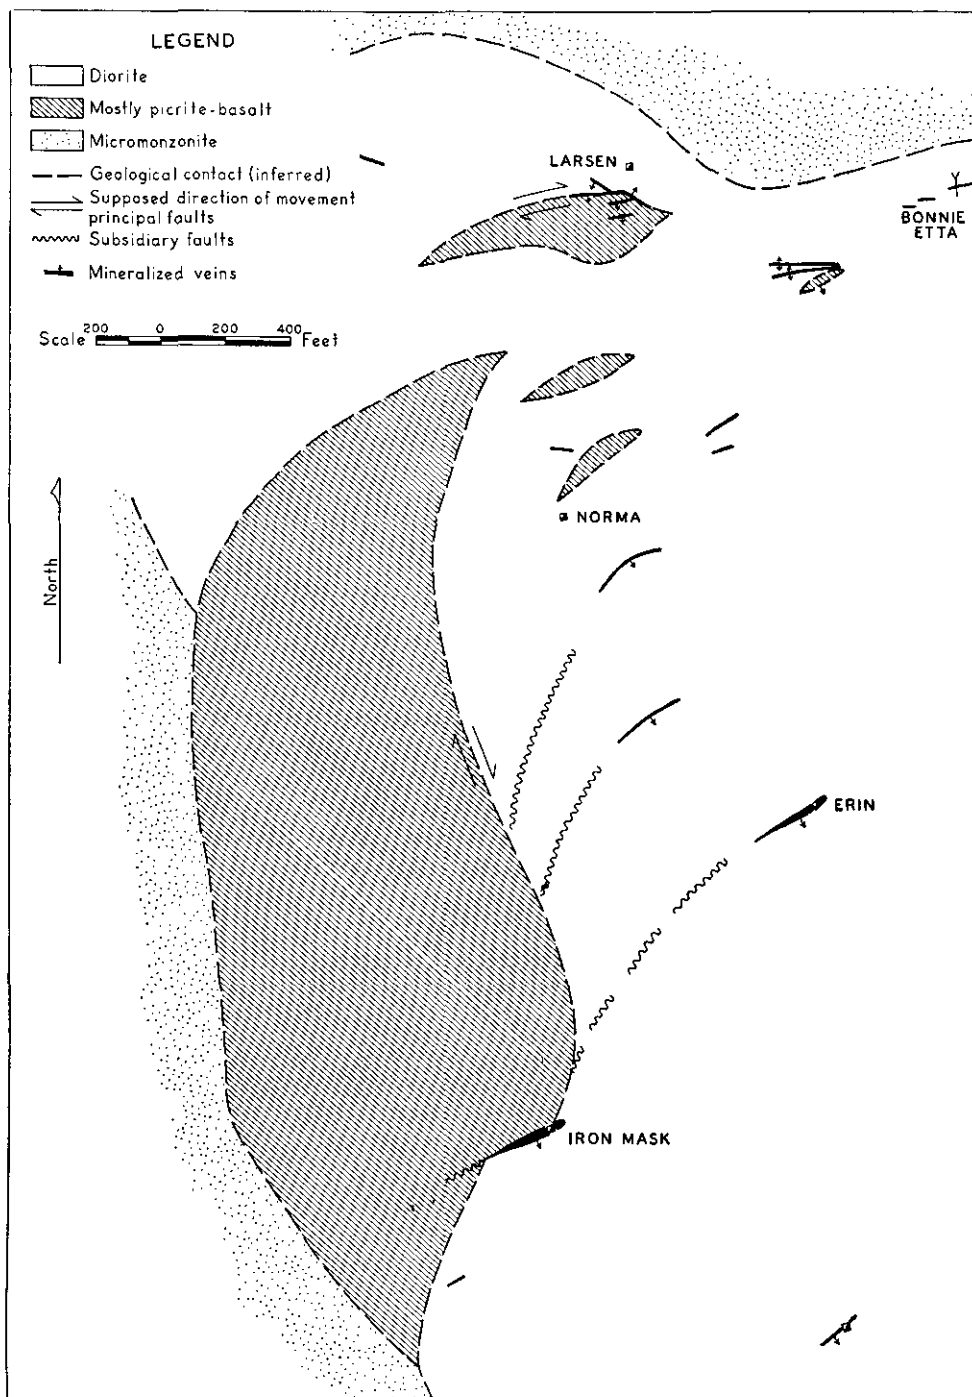 LEGEND
Diorite
Mostly picrite-basalt
Micromonzonite
Geological contact (inferred)
Supposed direction of movement
principal faults
Subsidiary faults
Mineralized veins
Scale 200 0 200 400 Feet
LARSEN
BONNIE
ETTA
NORMA
North
ERIN
IRON MASK